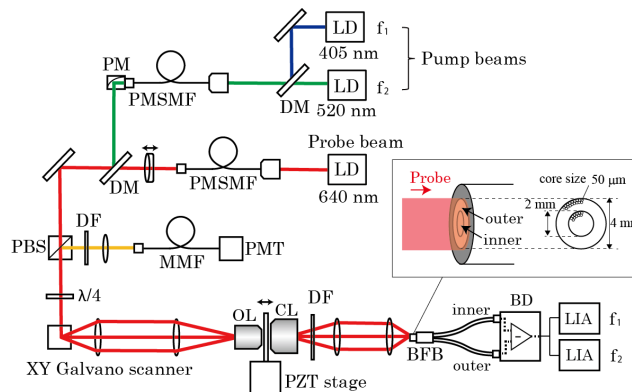 LD f₁
405 nm
Pump beams
PM
PMSMF
DM
LD f₂
520 nm
Probe beam
DM
PMSMF
LD
640 nm
PBS
DF
MMF
PMT
λ/4
XY Galvano scanner
OL
CL
DF
PZT stage
BFB
inner
outer
BD
LIA f₁
LIA f₂
Probe
outer
inner
core size
50 μm
2 mm
4 mm